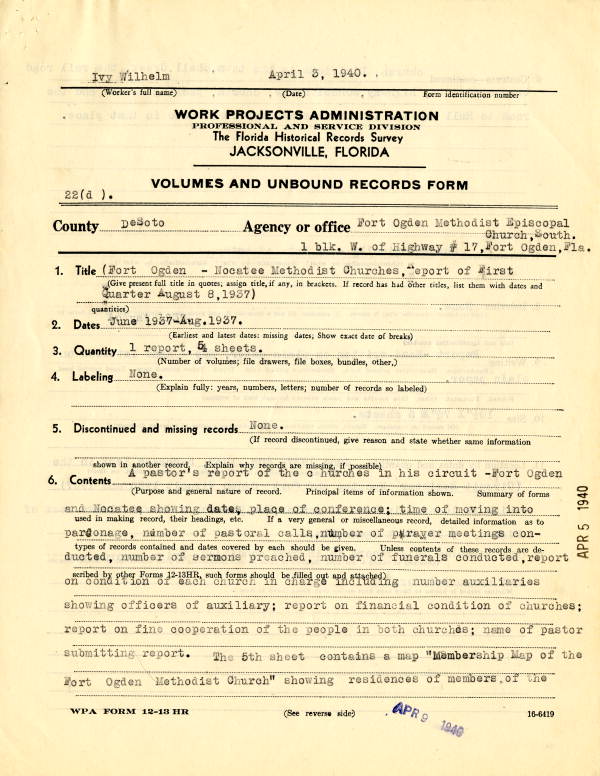 Ivy Wilhelm April 3, 1940.
(Worker's full name) (Date) Form identification number
WORK PROJECTS ADMINISTRATION
PROFESSIONAL AND SERVICE DIVISION
The Florida Historical Records Survey
JACKSONVILLE, FLORIDA
VOLUMES AND UNBOUND RECORDS FORM
22(d ).
County DeSoto Agency or office Fort Ogden Methodist Episcopal
Church,South.
1 blk. W. of Highway # 17,Fort Ogden,Fla.
1. Title (Fort Ogden - Nocatee Methodist Churches, Report of First
(Give present full title in quotes; assign title, if any, in brackets. If record has had other titles, list them with dates and
Quarter August 8,1937)
quantities)
2. Dates June 1937-Aug.1937.
(Earliest and latest dates: missing dates; Show exact date of breaks)
3. Quantity 1 report, 5 sheets.
(Number of volumes; file drawers, file boxes, bundles, other,)
4. Labeling None.
(Explain fully: years, numbers, letters; number of records so labeled)
5. Discontinued and missing records None.
(If record discontinued, give reason and state whether same information
shown in another record, Explain why records are missing, if possible)
6. Contents A pastor's report of the c hurches in his circuit -Fort Ogden
(Purpose and general nature of record. Principal items of information shown. Summary of forms
and Nocatee showing dates, place of conference; time of moving into
used in making record, their headings, etc. If a very general or miscellaneous record, detailed information as to
parsonage, number of pastoral calls,number of prayer meetings con-
types of records contained and dates covered by each should be given. Unless contents of these records are de-
ducted, number of sermons preached, number of funerals conducted,report
scribed by other Forms 12-13HR, such forms should be filled out and attached)
on condition of each church in charge including number auxiliaries
showing officers of auxiliary; report on financial condition of churches;
report on fine cooperation of the people in both churches; name of pastor
submitting report. The 5th sheet contains a map "Membership Map of the
Fort Ogden Methodist Church" showing residences of members of the
WPA FORM 12-13 HR (See reverse side) 16-6419
APR 9 1940
APR 5 1940